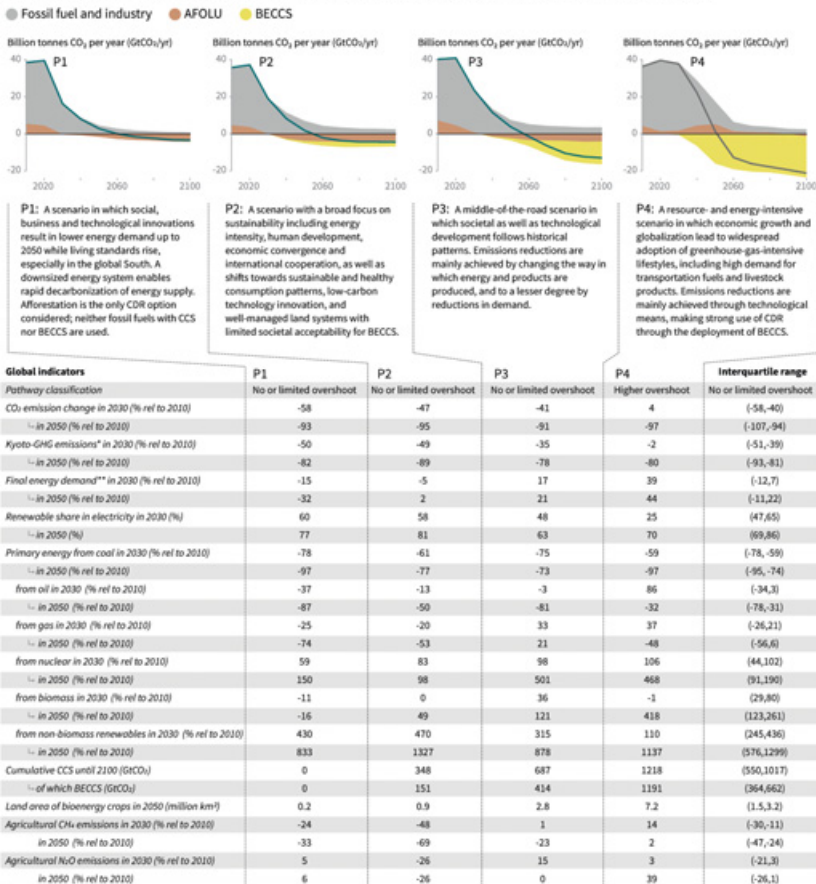 Fossil fuel and industry AFOLU BECCS
Billion tonnes CO₂ per year (GtCO₂/yr) Billion tonnes CO₂ per year (GtCO₂/yr) Billion tonnes CO₂ per year (GtCO₂/yr) Billion tonnes CO₂ per year (GtCO₂/yr)
40 P1 40 P2 40 P3 40 P4
20 20 20 20
0 0 0 0
-20 -20 -20 -20
2020 2060 2100 2020 2060 2100 2020 2060 2100 2020 2060 2100
P1: A scenario in which social,
business and technological innovations
result in lower energy demand up to
2050 while living standards rise,
especially in the global South. A
downsized energy system enables
rapid decarbonization of energy supply.
Afforestation is the only CDR option
considered; neither fossil fuels with CCS
nor BECCS are used.
P2: A scenario with a broad focus on
sustainability including energy
intensity, human development,
economic convergence and
international cooperation, as well as
shifts towards sustainable and healthy
consumption patterns, low-carbon
technology innovation, and
well-managed land systems with
limited societal acceptability for BECCS.
P3: A middle-of-the-road scenario in
which societal as well as technological
development follows historical
patterns. Emissions reductions are
mainly achieved by changing the way in
which energy and products are
produced, and to a lesser degree by
reductions in demand.
P4: A resource- and energy-intensive
scenario in which economic growth and
globalization lead to widespread
adoption of greenhouse-gas-intensive
lifestyles, including high demand for
transportation fuels and livestock
products. Emissions reductions are
mainly achieved through technological
means, making strong use of CDR
through the deployment of BECCS.
Global indicators P1 P2 P3 P4 Interquartile range
Pathway classification No or limited overshoot No or limited overshoot No or limited overshoot Higher overshoot No or limited overshoot
CO₂ emission change in 2030 (% rel to 2010) -58 -47 -41 4 (-58,-40)
in 2050 (% rel to 2010) -93 -95 -91 -97 (-107,-94)
Kyoto-GHG emissions* in 2030 (% rel to 2010) -50 -49 -35 -2 (-51,-39)
in 2050 (% rel to 2010) -82 -89 -78 -80 (-93,-81)
Final energy demand** in 2030 (% rel to 2010) -15 -5 17 39 (-12,7)
in 2050 (% rel to 2010) -32 2 21 44 (-11,22)
Renewable share in electricity in 2030 (%) 60 58 48 25 (47,65)
in 2050 (%) 77 81 63 70 (69,86)
Primary energy from coal in 2030 (% rel to 2010) -78 -61 -75 -59 (-78, -59)
in 2050 (% rel to 2010) -97 -77 -73 -97 (-95, -74)
from oil in 2030 (% rel to 2010) -37 -13 -3 86 (-34,3)
in 2050 (% rel to 2010) -87 -50 -81 -32 (-78,-31)
from gas in 2030 (% rel to 2010) -25 -20 33 37 (-26,21)
in 2050 (% rel to 2010) -74 -53 21 -48 (-56,6)
from nuclear in 2030 (% rel to 2010) 59 83 98 106 (44,102)
in 2050 (% rel to 2010) 150 98 501 468 (91,190)
from biomass in 2030 (% rel to 2010) -11 0 36 -1 (29,80)
in 2050 (% rel to 2010) -16 49 121 418 (123,261)
from non-biomass renewables in 2030 (% rel to 2010) 430 470 315 110 (245,436)
in 2050 (% rel to 2010) 833 1327 878 1137 (576,1299)
Cumulative CCS until 2100 (GtCO₂) 0 348 687 1218 (550,1017)
of which BECCS (GtCO₂) 0 151 414 1191 (364,662)
Land area of bioenergy crops in 2050 (million km²) 0.2 0.9 2.8 7.2 (1.5,3.2)
Agricultural CH₄ emissions in 2030 (% rel to 2010) -24 -48 1 14 (-30,-11)
in 2050 (% rel to 2010) -33 -69 -23 2 (-47,-24)
Agricultural N₂O emissions in 2030 (% rel to 2010) 5 -26 15 3 (-21,3)
in 2050 (% rel to 2010) 6 -26 0 39 (-26,1)